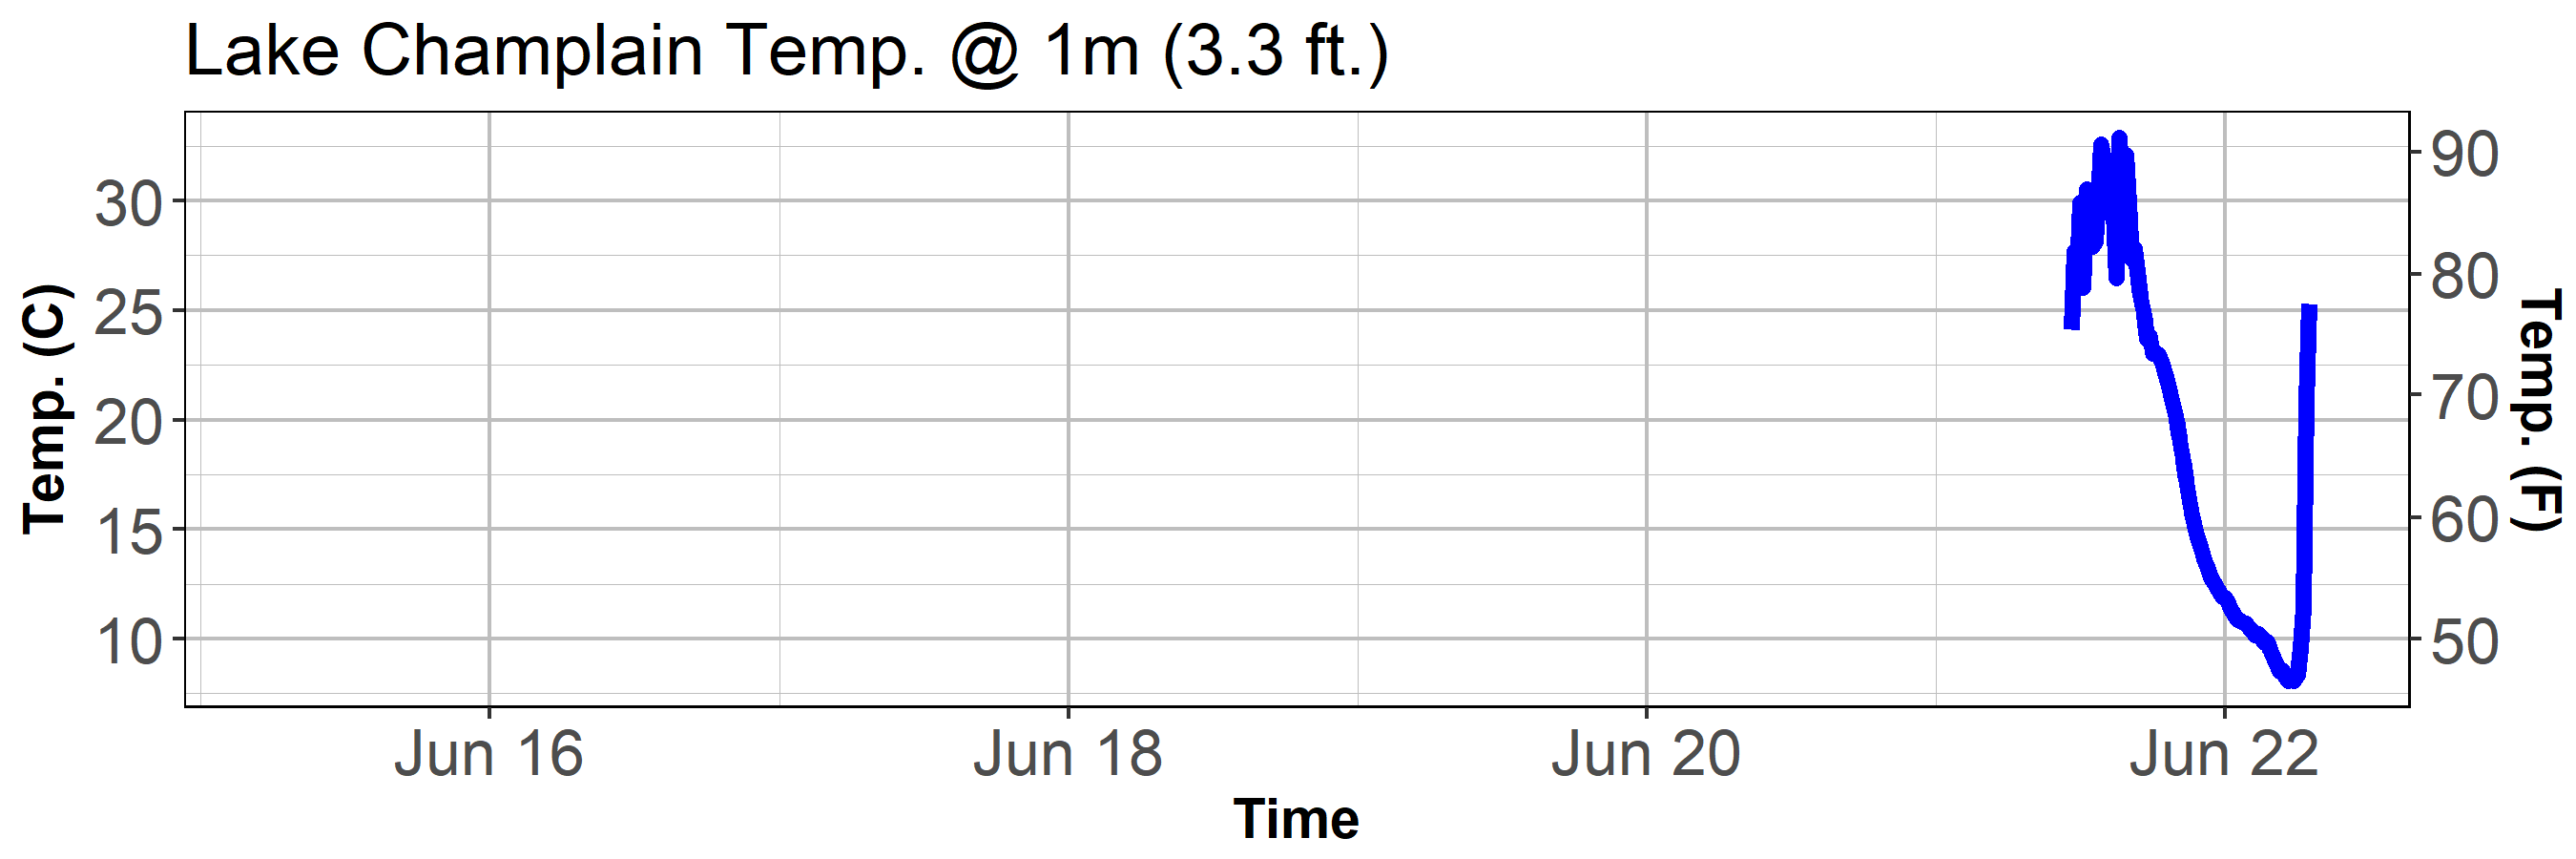 Lake Champlain Temp. @ 1m (3.3 ft.)
Temp. (C)
30
25
20
15
10
90
80
70
60
50
Temp. (F)
Jun 16
Jun 18
Jun 20
Jun 22
Time